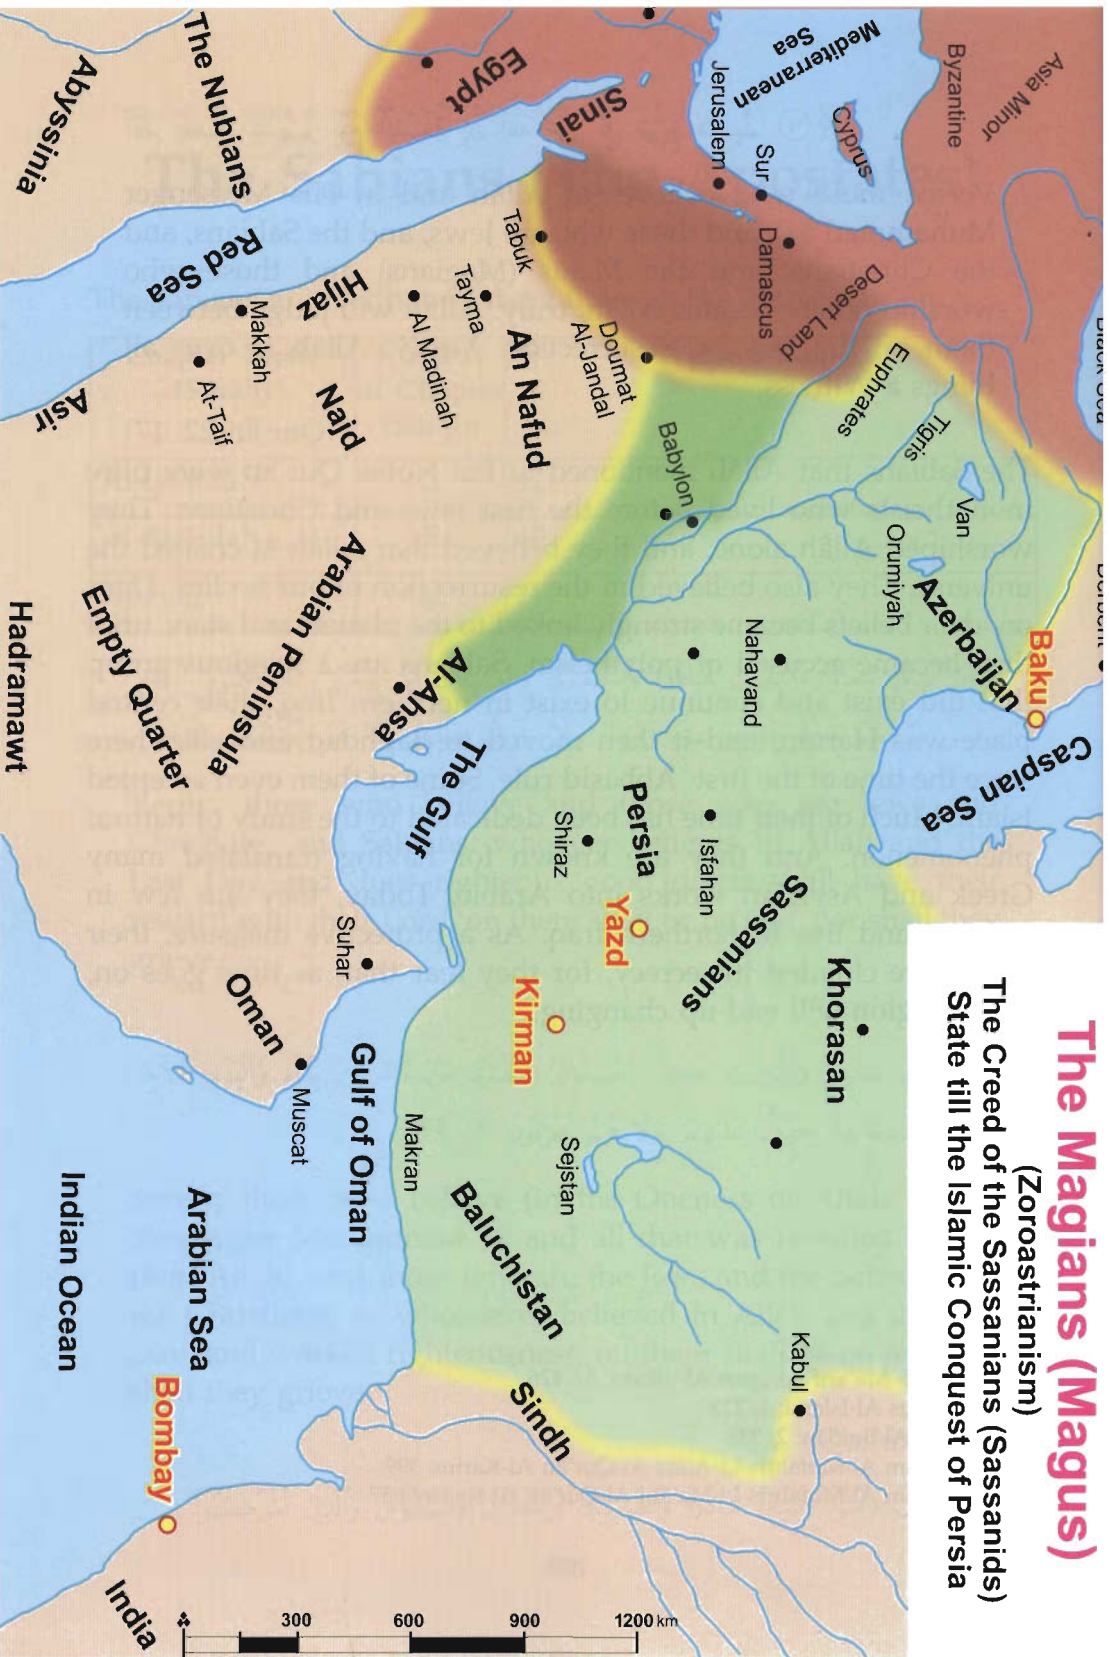 The Magians (Magus)
(Zoroastrianism)
The Creed of the Sassanians (Sassanids)
State till the Islamic Conquest of Persia
Asia Minor
Byzantine
Cyprus
Mediterranean
Sea
Jerusalem
Sur
Damascus
Desert Land
Sinai
Egypt
The Nubians
Abyssinia
Red Sea
Tabuk
Tayma
Hijaz
Al Madinah
Makkah
At-Taif
Asir
Najd
An Nafud
Doumat
Al-Jandal
Babylon
Euphrates
Tigris
Van
Orumiyah
Azerbaijan
Baku
Caspian Sea
Nahavand
Arabian Peninsula
Empty Quarter
Hadramawt
Al-Ahsa
The Gulf
Persia
Shiraz
Isfahan
Yazd
Sassanians
Khorasan
Kirman
Suhar
Oman
Muscat
Gulf of Oman
Makran
Sejstan
Baluchistan
Kabul
Sindh
Arabian Sea
Indian Ocean
Bombay
India
300
600
900
1200 km